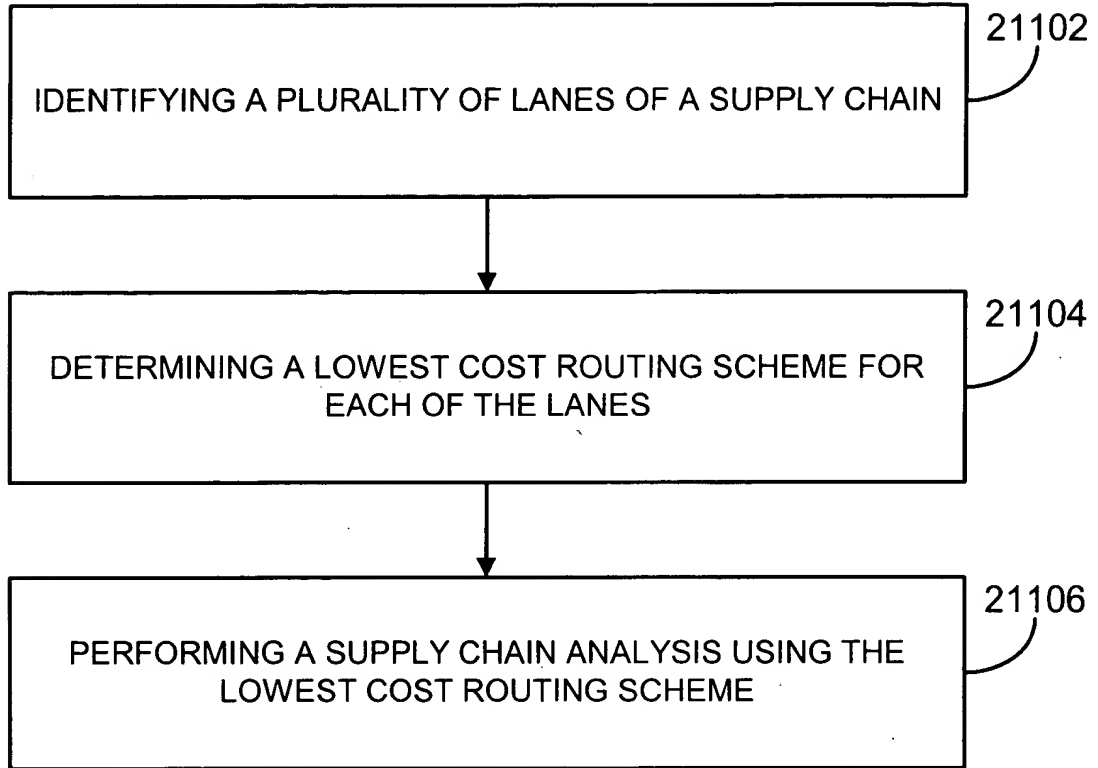 21102
IDENTIFYING A PLURALITY OF LANES OF A SUPPLY CHAIN
21104
DETERMINING A LOWEST COST ROUTING SCHEME FOR
EACH OF THE LANES
21106
PERFORMING A SUPPLY CHAIN ANALYSIS USING THE
LOWEST COST ROUTING SCHEME